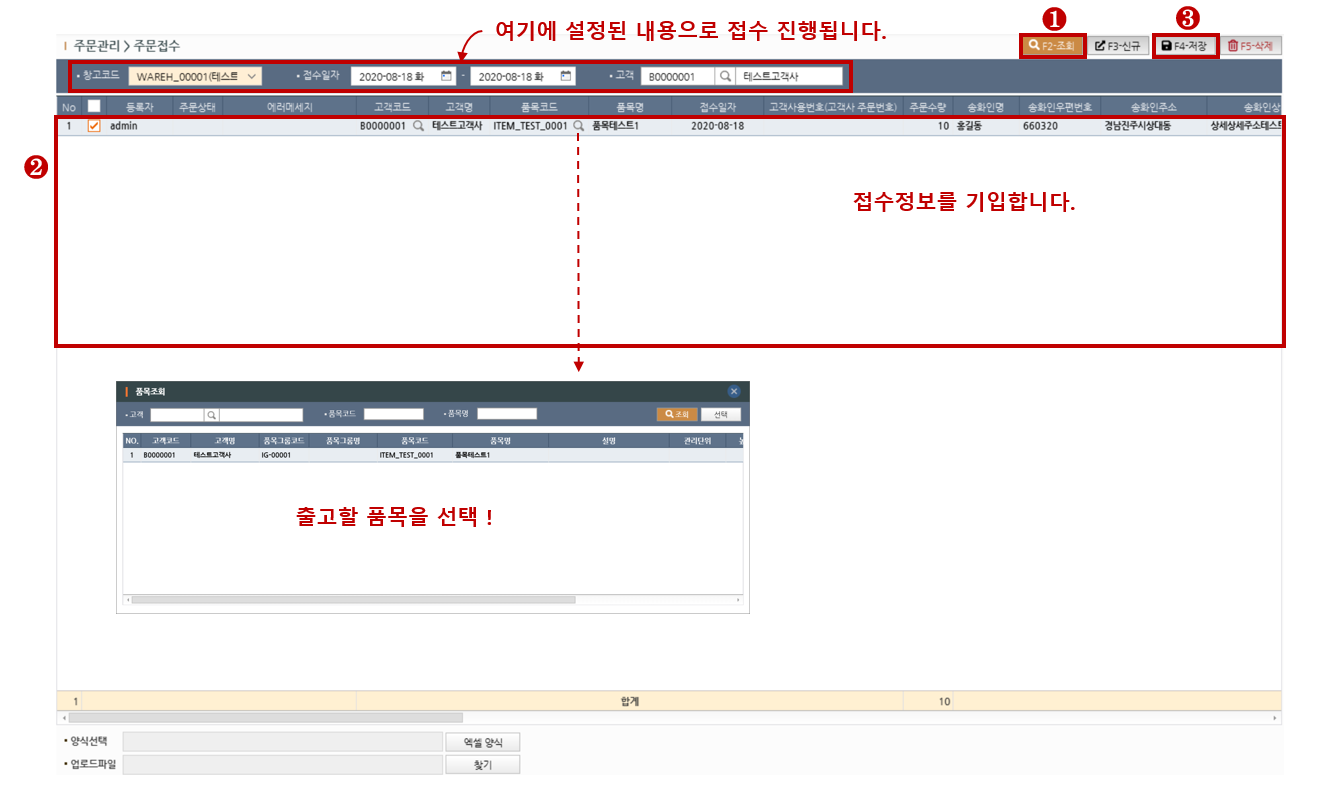 여기에 설정된 내용으로 접수 진행됩니다.
1
3
주문관리 > 주문접수
F2-조회 F3-신규 F4-저장 F5-삭제
• 창고코드 WAREH_00001(테스트 • 접수일자 2020-08-18 화 - 2020-08-18 화 • 고객 B0000001 테스트고객사
No 등록자 주문상태 에러메세지 고객코드 고객명 품목코드 품목명 접수일자 고객사용번호(고객사 주문번호) 주문수량 송화인명 송화인우편번호 송화인주소 송화인상
1 admin B0000001 테스트고객사 ITEM_TEST_0001 품목테스트1 2020-08-18 10 홍길동 660320 경남진주시상대동 상세상세주소테스트
2
접수정보를 기입합니다.
품목조회
• 고객 • 품목코드 • 품목명 조회 선택
NO. 고객코드 고객명 품목그룹코드 품목그룹명 품목코드 품목명 설명 관리단위
1 B0000001 테스트고객사 IG-00001 ITEM_TEST_0001 품목테스트1
출고할 품목을 선택 !
1 합계 10
• 양식선택 엑셀 양식
• 업로드파일 찾기